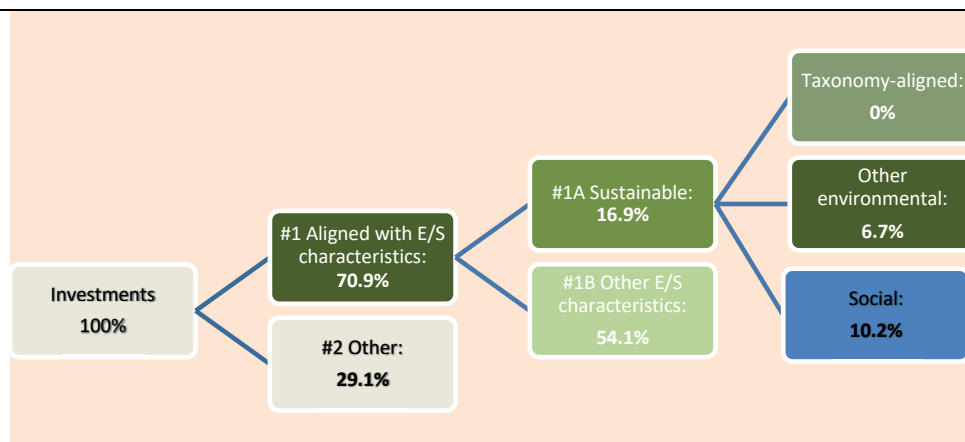 Investments
100%
#1 Aligned with E/S
characteristics:
70.9%
#2 Other:
29.1%
#1A Sustainable:
16.9%
#1B Other E/S
characteristics:
54.1%
Taxonomy-aligned:
0%
Other
environmental:
6.7%
Social:
10.2%